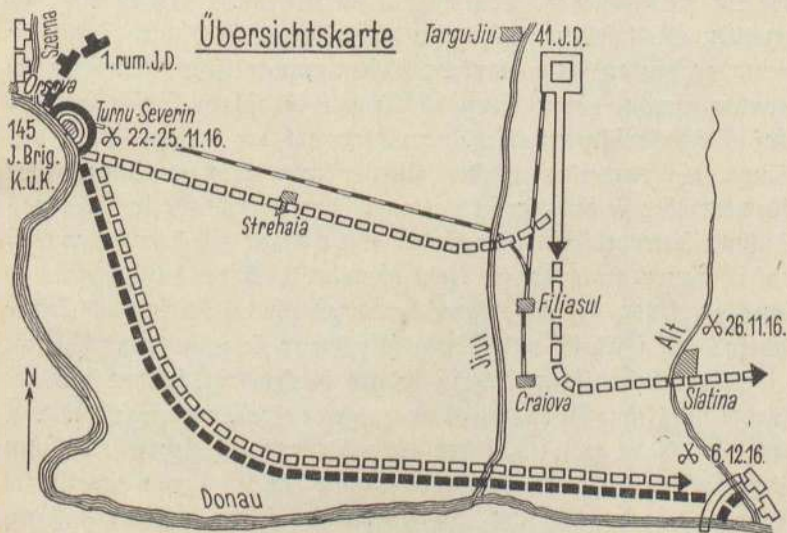 Übersichtskarte
Szerna
1. rum. J.D.
Orsova
145
J. Brig.
K.u.K.
Turnu-Severin
⚔ 22.-25.11.16.
Targu-Jiu
41. J.D.
Strehaia
Filiasul
Jiul
Craiova
Alt
⚔ 26.11.16.
Slatina
⚔ 6.12.16.
N
Donau